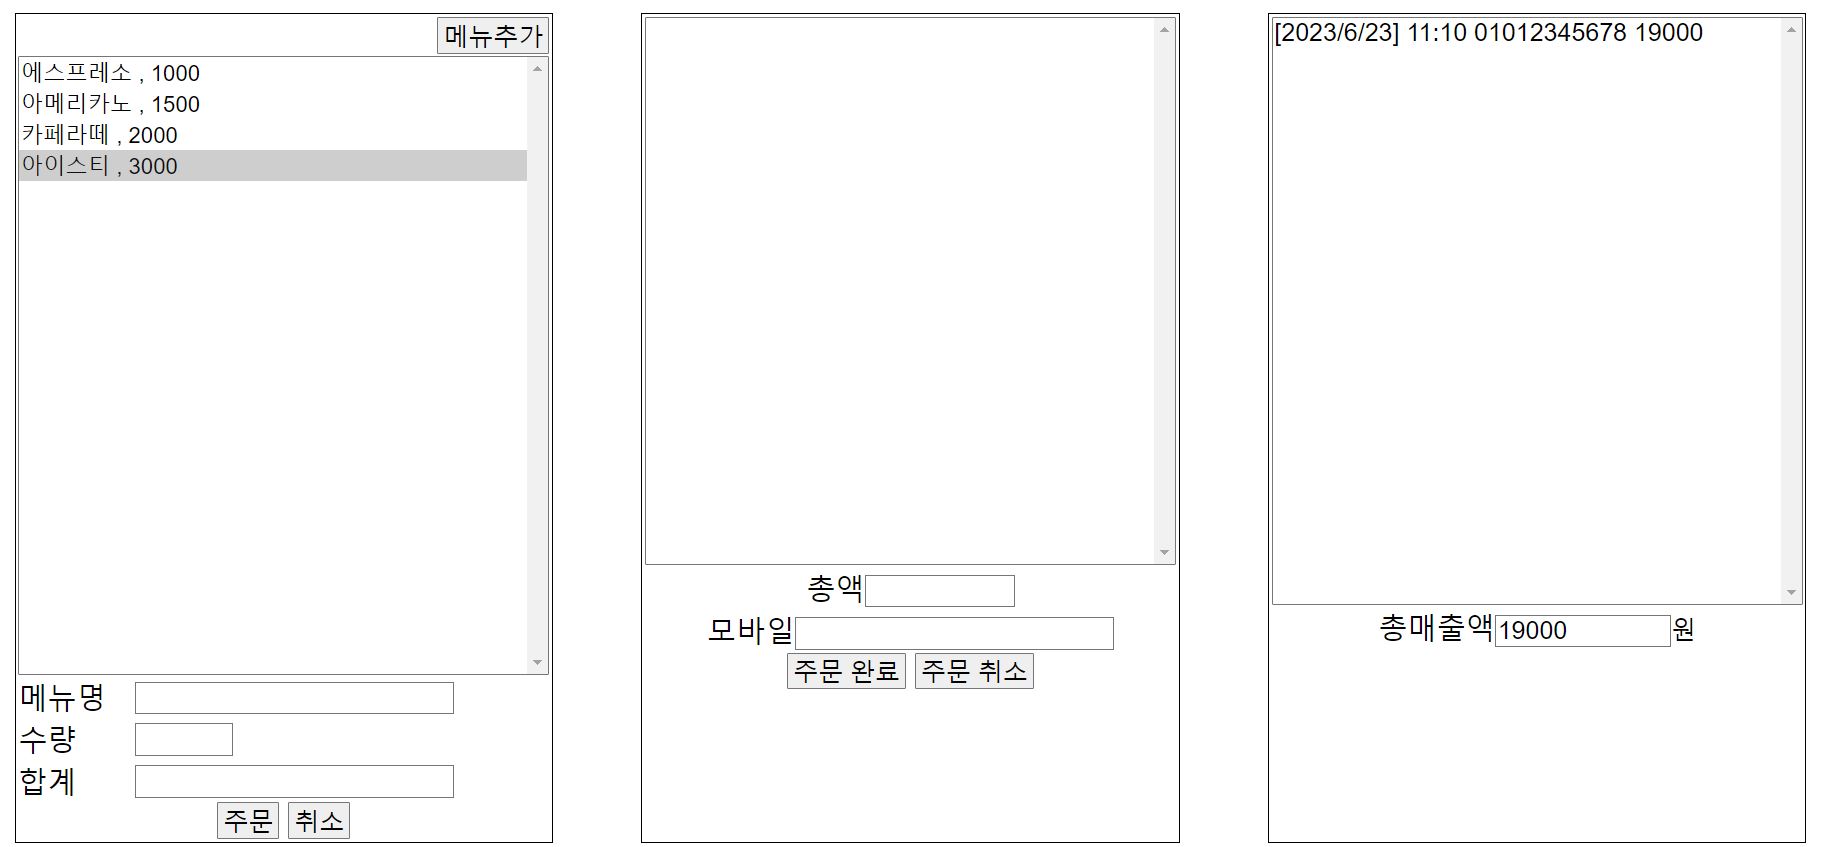 메뉴추가
에스프레소 , 1000
아메리카노 , 1500
카페라떼 , 2000
아이스티 , 3000
메뉴명
수량
합계
주문 취소
총액
모바일
주문 완료 주문 취소
[2023/6/23] 11:10 01012345678 19000
총매출액 19000 원